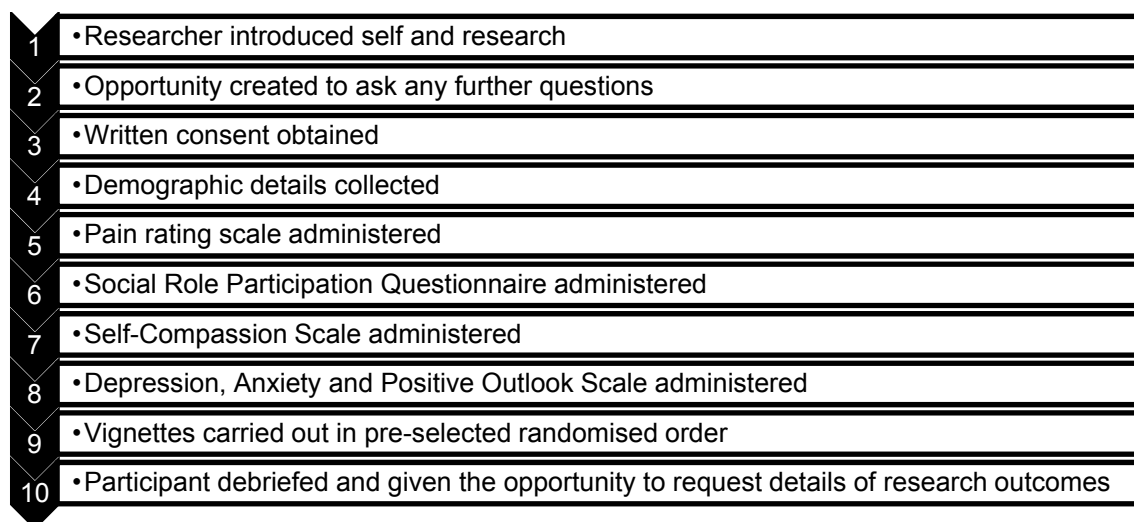 1 •Researcher introduced self and research
2 •Opportunity created to ask any further questions
3 •Written consent obtained
4 •Demographic details collected
5 •Pain rating scale administered
6 •Social Role Participation Questionnaire administered
7 •Self-Compassion Scale administered
8 •Depression, Anxiety and Positive Outlook Scale administered
9 •Vignettes carried out in pre-selected randomised order
10 •Participant debriefed and given the opportunity to request details of research outcomes